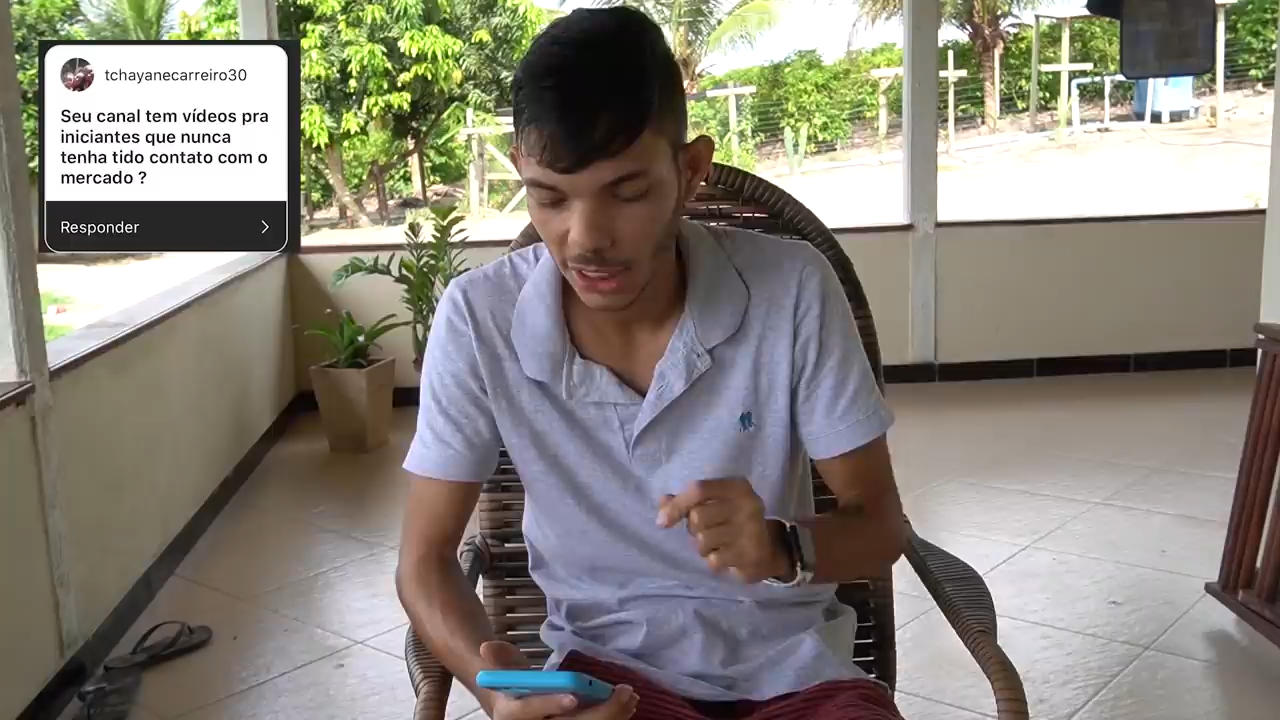 tchayanecarreiro30
Seu canal tem vídeos pra
iniciantes que nunca
tenha tido contato com o
mercado ?
Responder